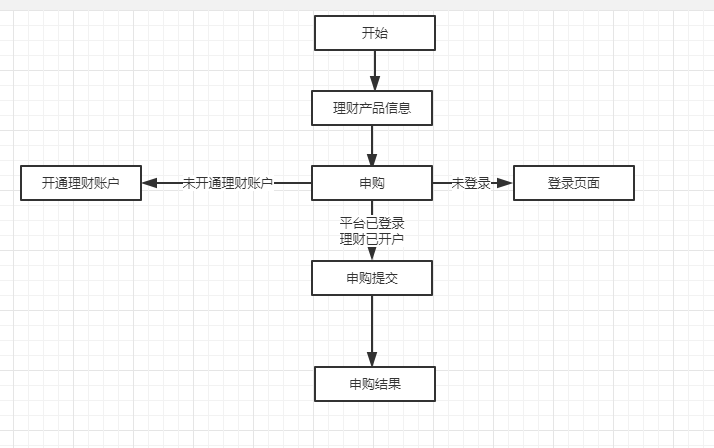 开始
理财产品信息
开通理财账户
未开通理财账户
申购
未登录
登录页面
平台已登录
理财已开户
申购提交
申购结果